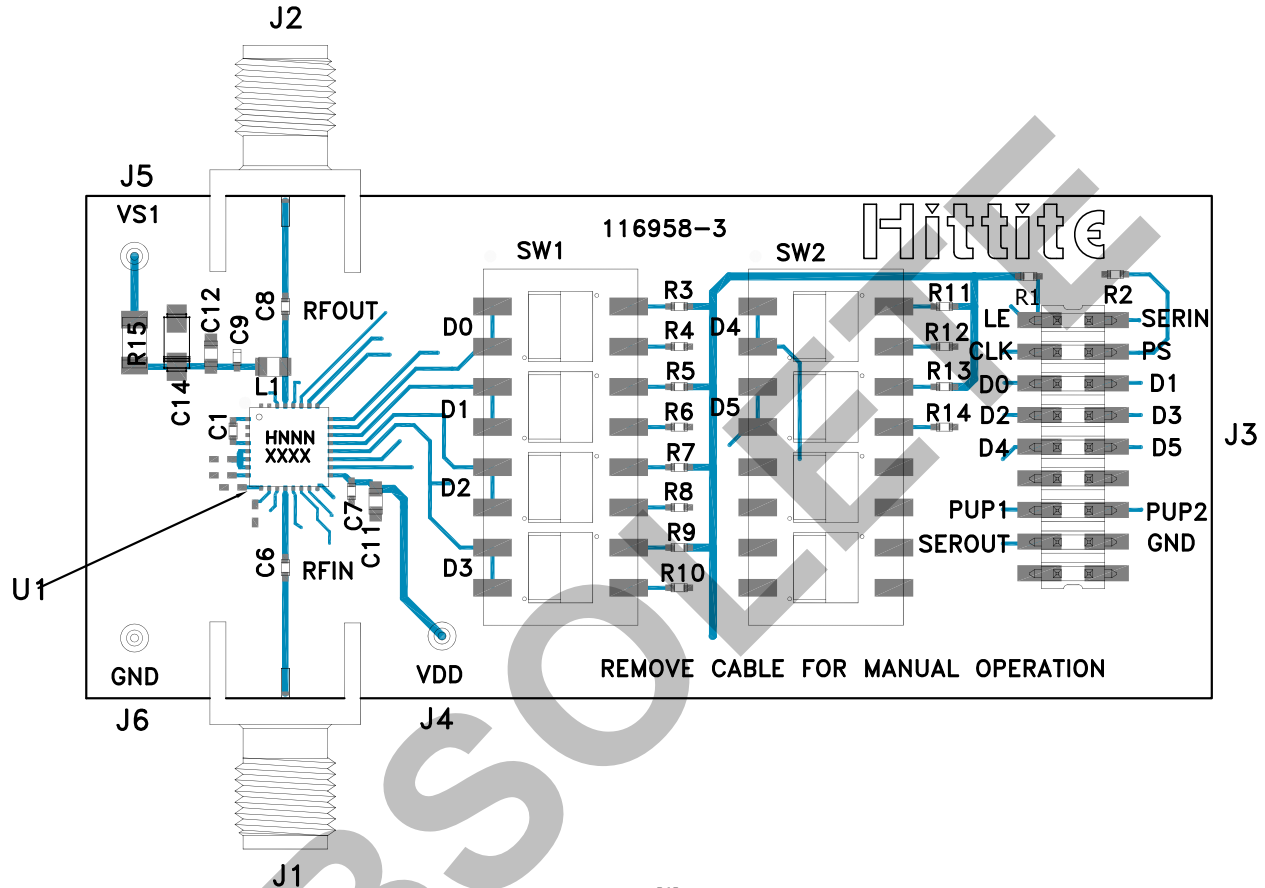 J2
J5
VS1
116958-3
Hittite
SW1
SW2
R15
C14
C12
C9
C8
RFOUT
L1
D0
D1
D2
D3
R3
R4
R5
R6
R7
R8
R9
R10
D4
D5
R11
R12
R13
R14
R1
R2
LE
SERIN
CLK
PS
D0
D1
D2
D3
D4
D5
PUP1
PUP2
SEROUT
GND
J3
C1
HNNN
XXXX
C7
C11
C6
RFIN
U1
GND
VDD
REMOVE CABLE FOR MANUAL OPERATION
J6
J4
J1
BSOLETE